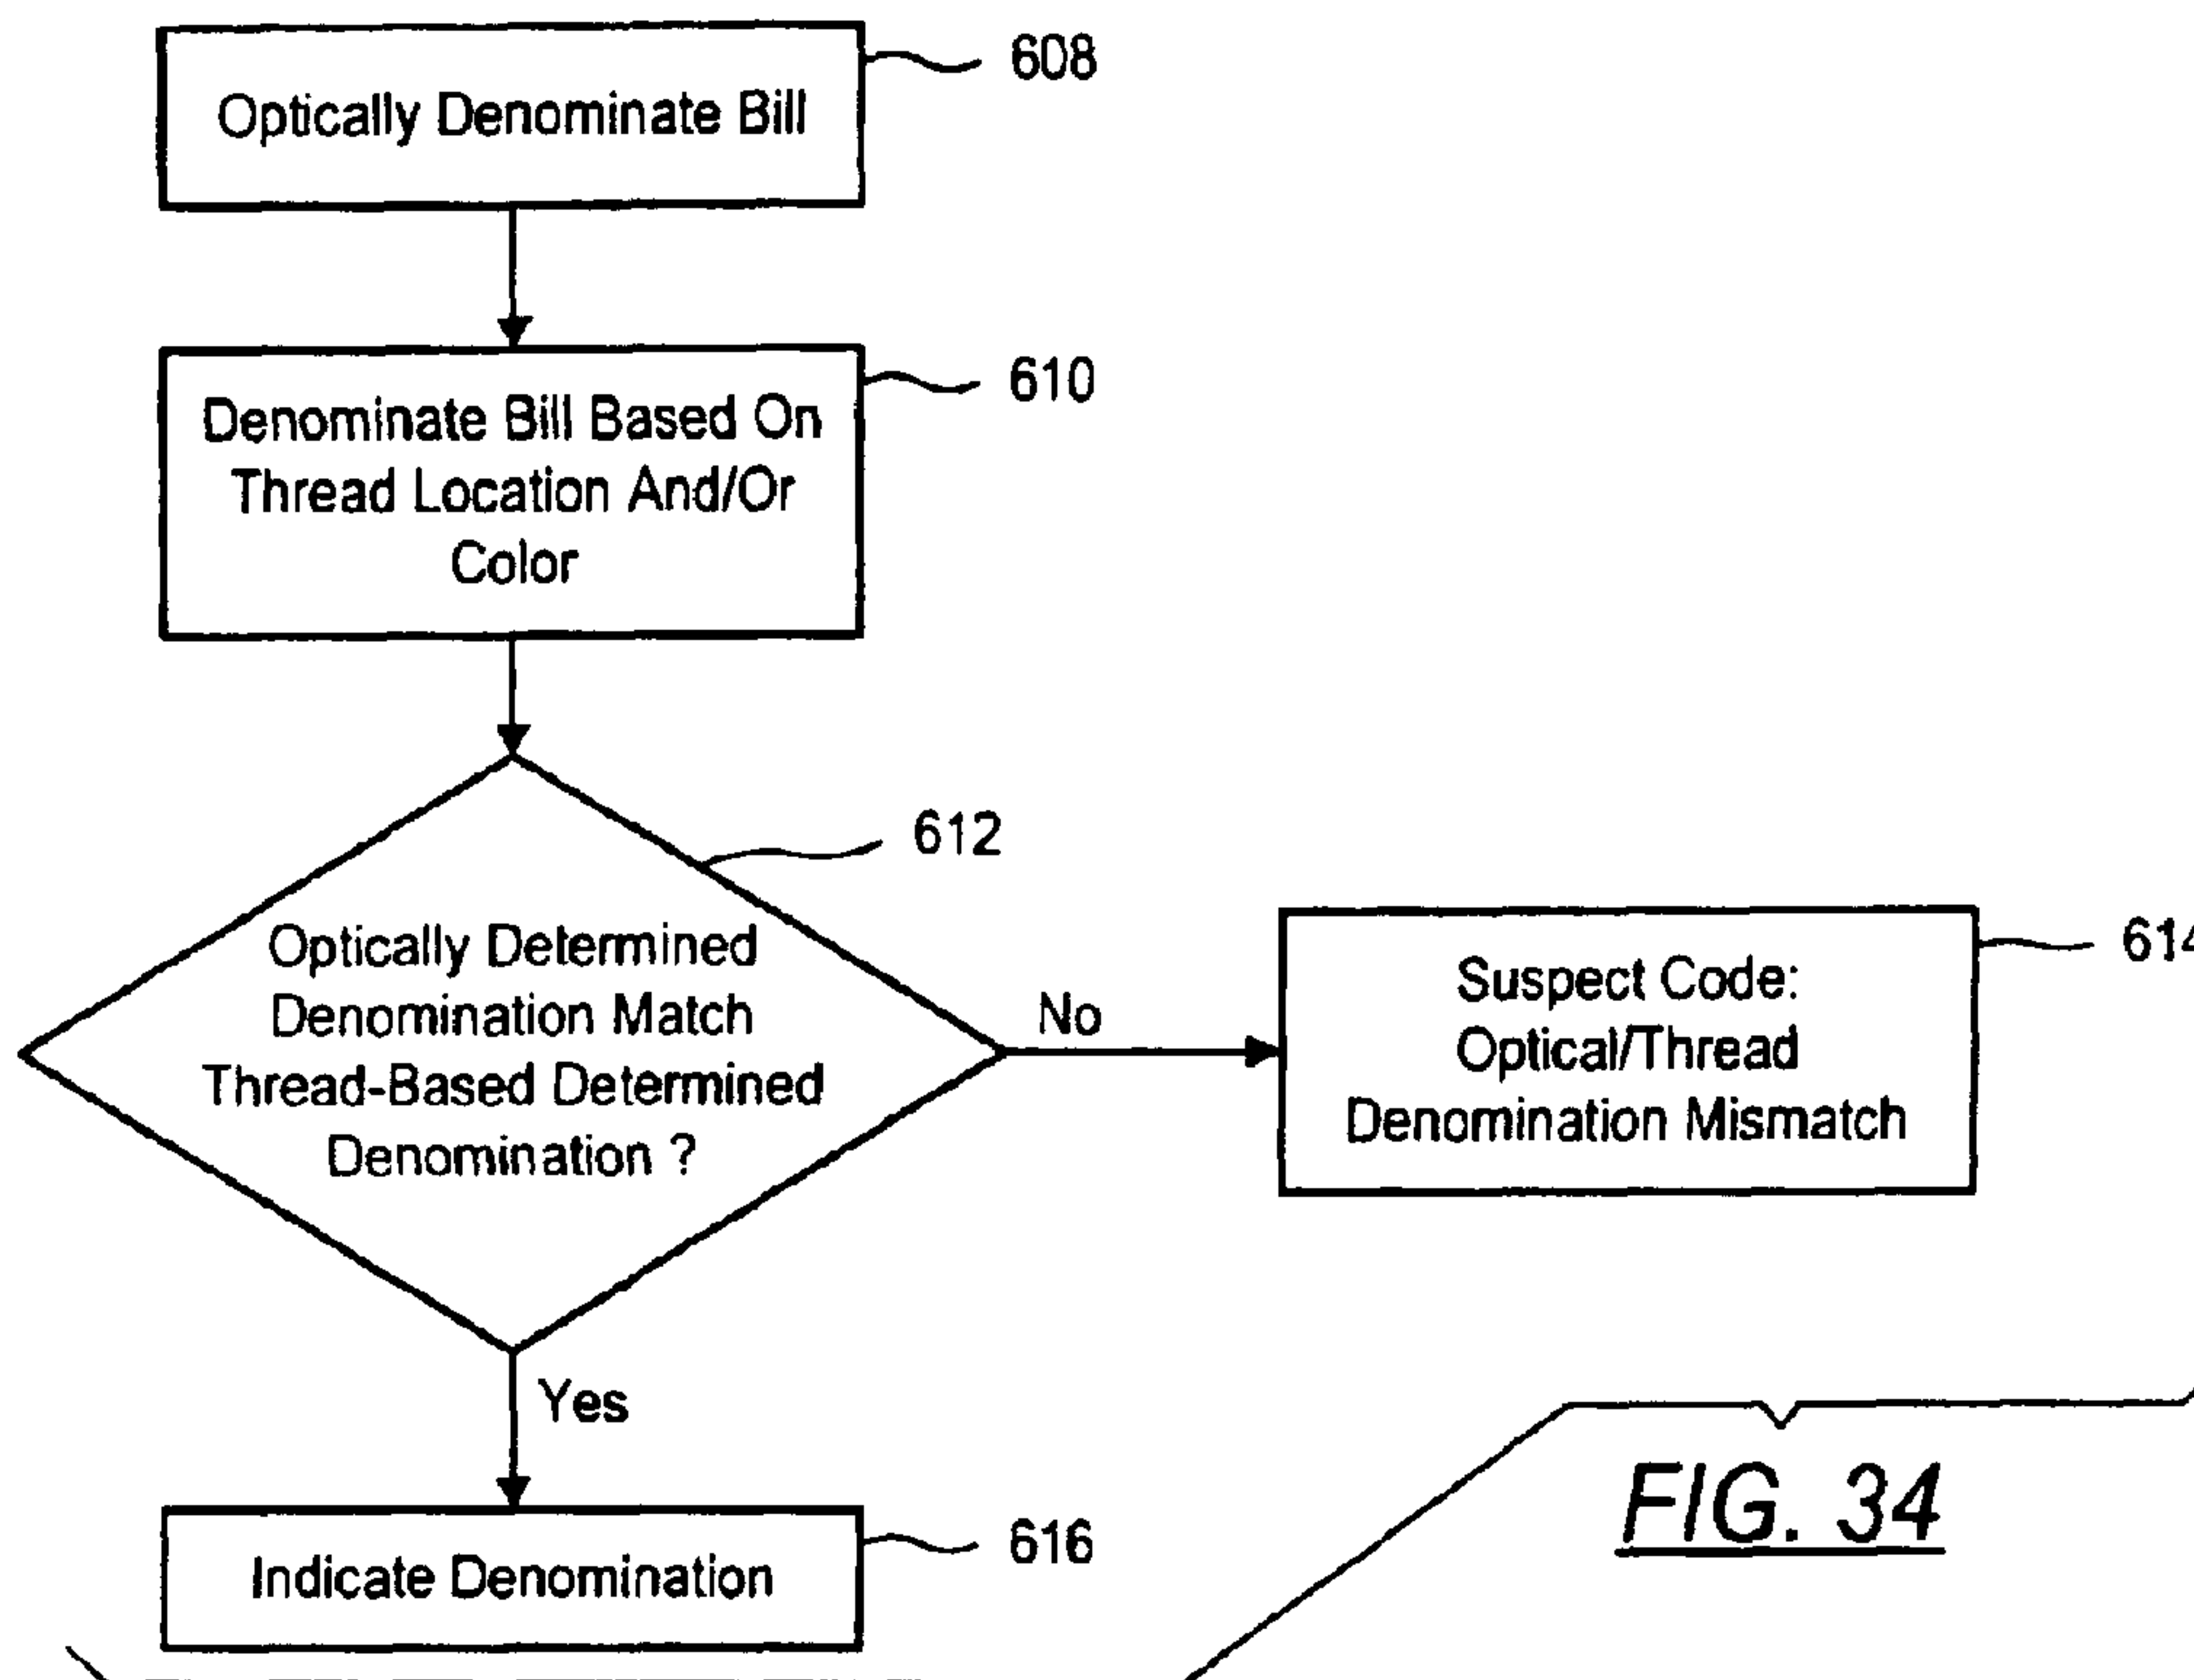 608
Optically Denominate Bill
610
Denominate Bill Based On
Thread Location And/Or
Color
612
Optically Determined
Denomination Match
Thread-Based Determined
Denomination ?
No
614
Suspect Code:
Optical/Thread
Denomination Mismatch
Yes
616
Indicate Denomination
FIG. 34